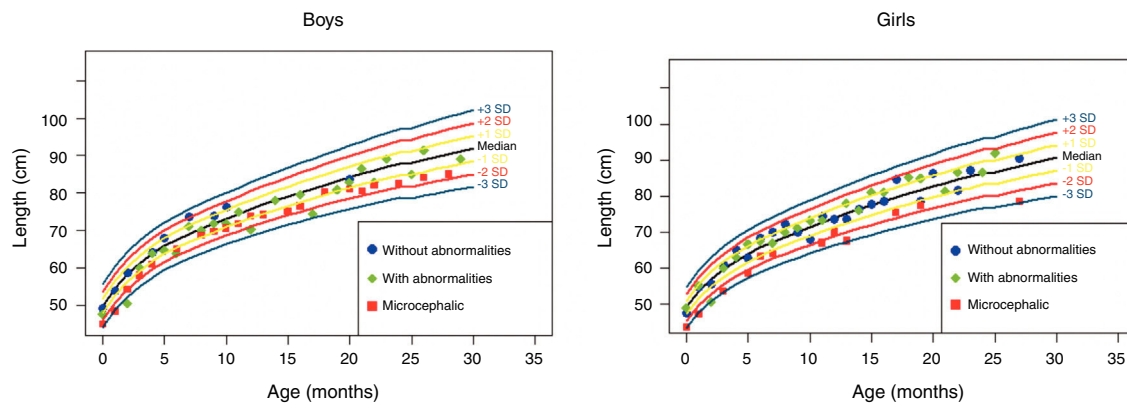 Boys
Length (cm)
100
90
80
70
60
50
0 5 10 15 20 25 30 35
Age (months)
+3 SD
+2 SD
+1 SD
Median
-1 SD
-2 SD
-3 SD
Without abnormalities
With abnormalities
Microcephalic
Girls
Length (cm)
100
90
80
70
60
50
0 5 10 15 20 25 30 35
Age (months)
+3 SD
+2 SD
+1 SD
Median
-1 SD
-2 SD
-3 SD
Without abnormalities
With abnormalities
Microcephalic